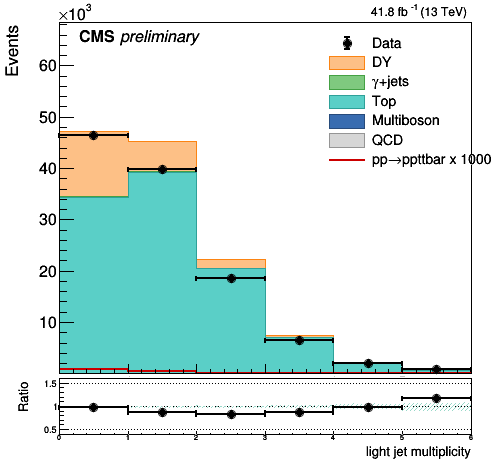 ×10³
41.8 fb⁻¹ (13 TeV)
CMS preliminary
Events
60
50
40
30
20
10
Data
DY
γ+jets
Top
Multiboson
QCD
pp→ppttbar x 1000
Ratio
1.5
1
0.5
0 1 2 3 4 5 6
light jet multiplicity